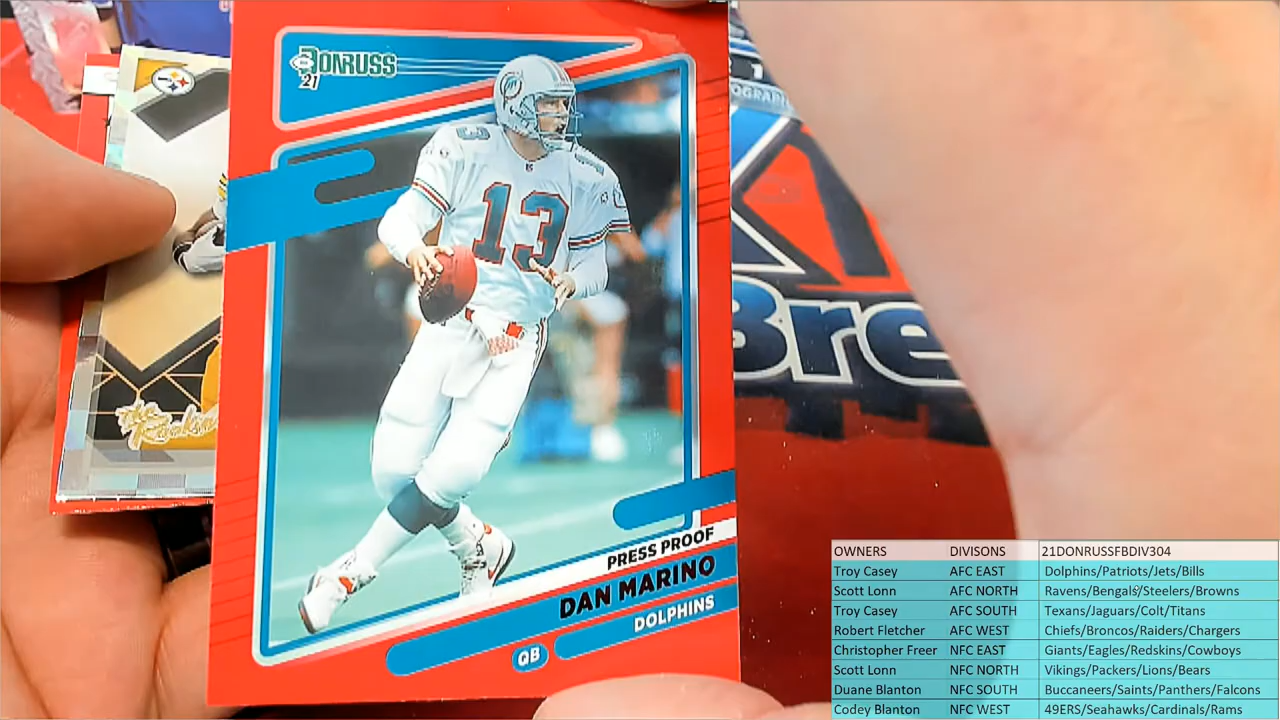 DONRUSS
21
13
13
PRESS PROOF
DAN MARINO
DOLPHINS
QB
The Rookies
OGRAPH
Bre
OWNERS DIVISONS 21DONRUSSFBDIV304
Troy Casey AFC EAST Dolphins/Patriots/Jets/Bills
Scott Lonn AFC NORTH Ravens/Bengals/Steelers/Browns
Troy Casey AFC SOUTH Texans/Jaguars/Colt/Titans
Robert Fletcher AFC WEST Chiefs/Broncos/Raiders/Chargers
Christopher Freer NFC EAST Giants/Eagles/Redskins/Cowboys
Scott Lonn NFC NORTH Vikings/Packers/Lions/Bears
Duane Blanton NFC SOUTH Buccaneers/Saints/Panthers/Falcons
Codey Blanton NFC WEST 49ERS/Seahawks/Cardinals/Rams